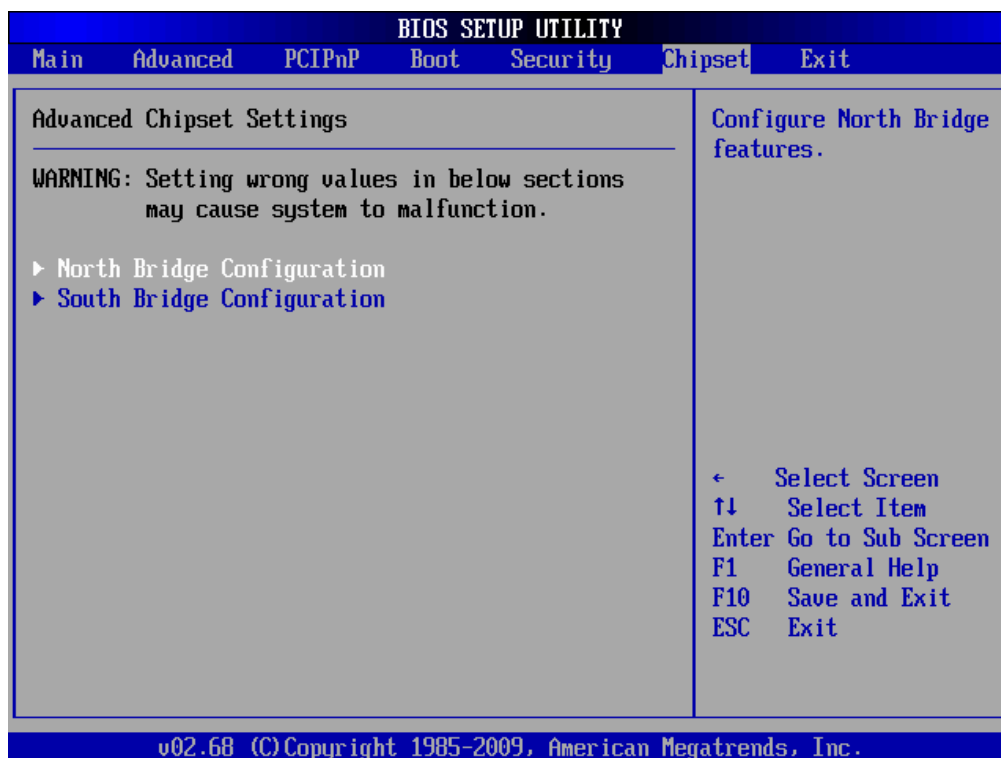 BIOS SETUP UTILITY
Main Advanced PCIPnP Boot Security Chipset Exit
Advanced Chipset Settings
WARNING: Setting wrong values in below sections
may cause system to malfunction.
▶ North Bridge Configuration
▶ South Bridge Configuration
Configure North Bridge
features.
← Select Screen
↑↓ Select Item
Enter Go to Sub Screen
F1 General Help
F10 Save and Exit
ESC Exit
v02.68 (C)Copyright 1985-2009, American Megatrends, Inc.